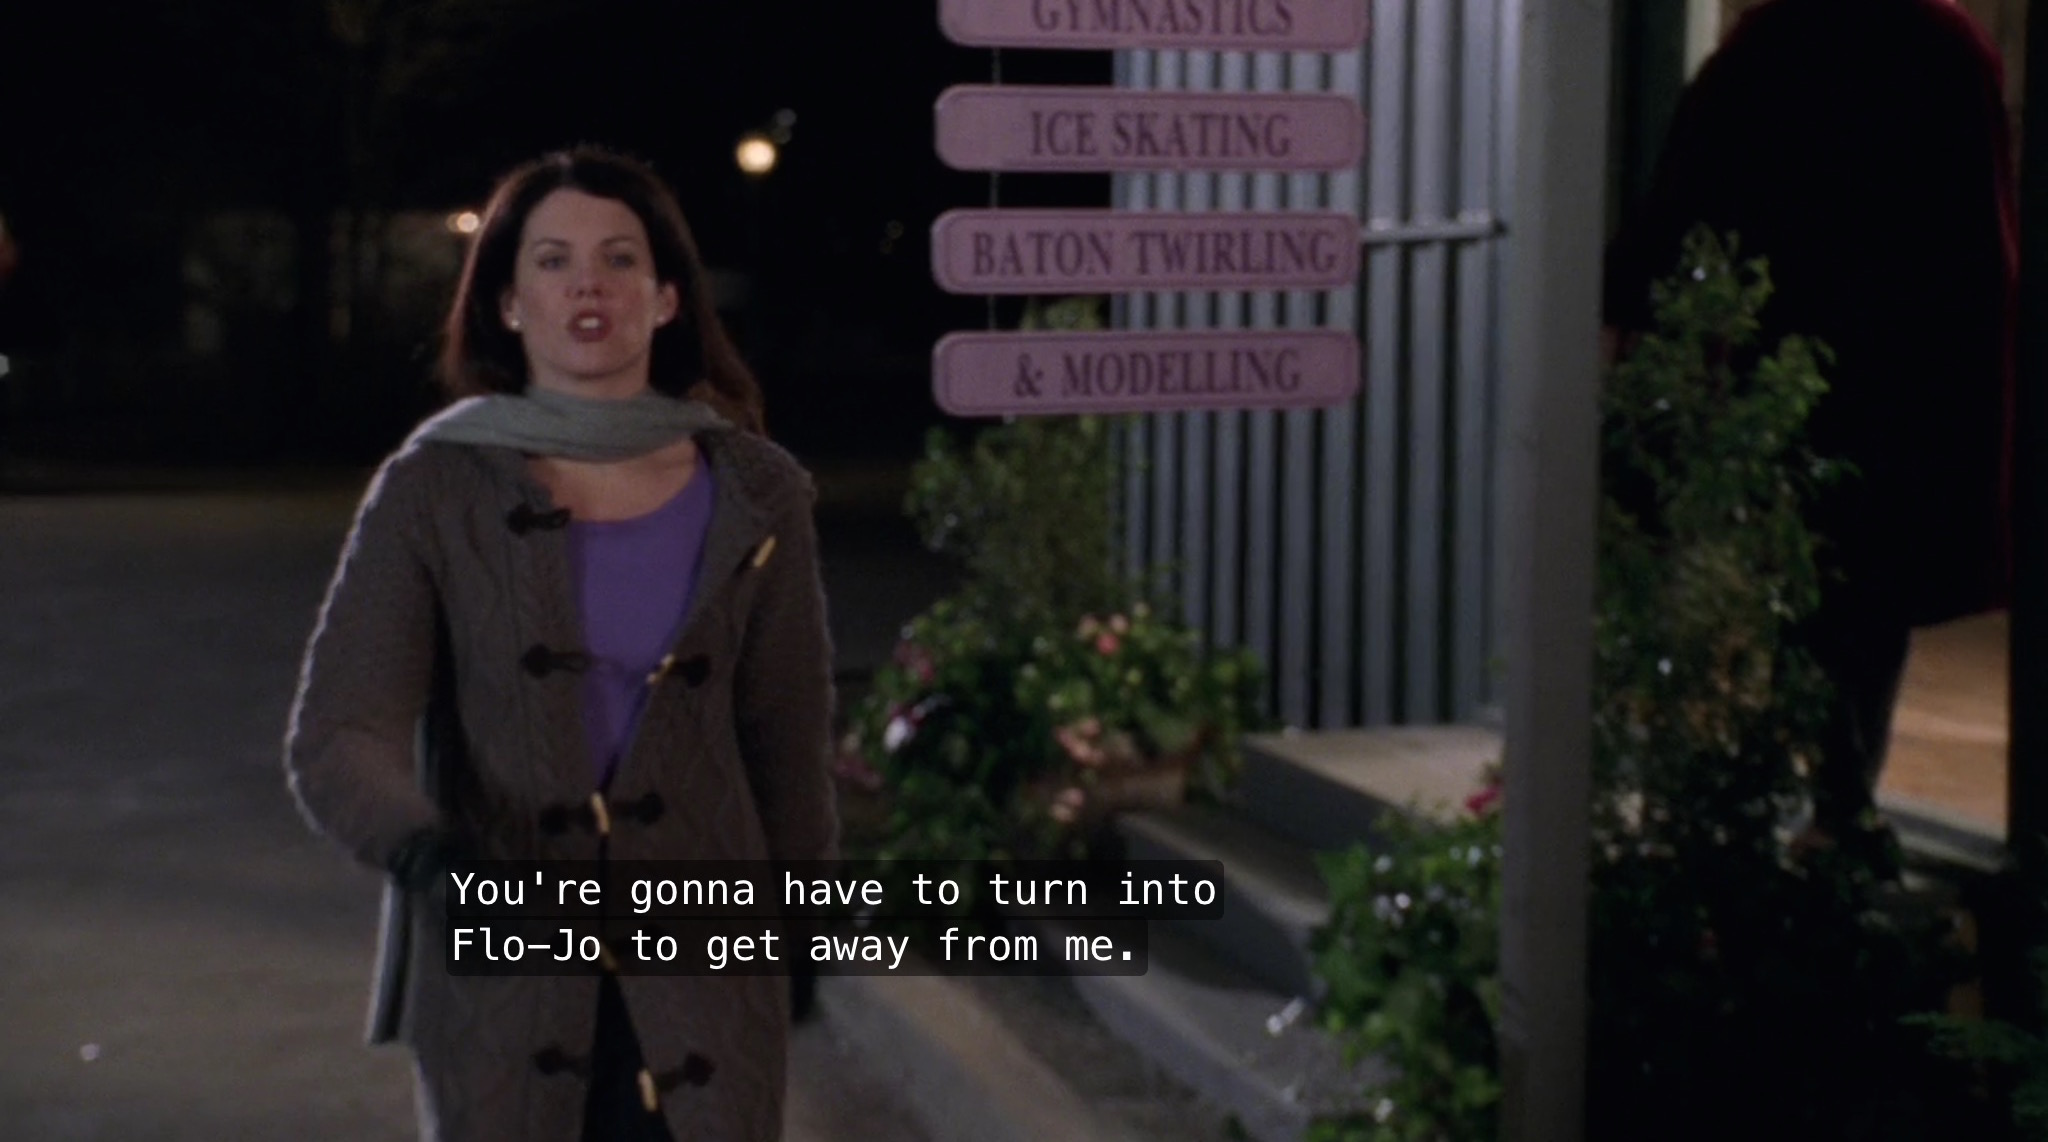 GYMNASTICS
ICE SKATING
BATON TWIRLING
& MODELLING
You're gonna have to turn into
Flo-Jo to get away from me.